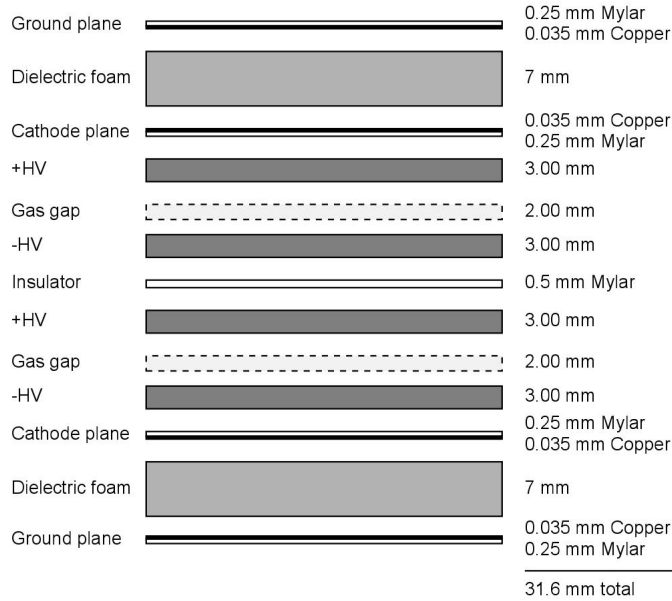 Ground plane
0.25 mm Mylar
0.035 mm Copper
Dielectric foam
7 mm
Cathode plane
0.035 mm Copper
0.25 mm Mylar
+HV
3.00 mm
Gas gap
2.00 mm
-HV
3.00 mm
Insulator
0.5 mm Mylar
+HV
3.00 mm
Gas gap
2.00 mm
-HV
3.00 mm
Cathode plane
0.25 mm Mylar
0.035 mm Copper
Dielectric foam
7 mm
Ground plane
0.035 mm Copper
0.25 mm Mylar
31.6 mm total